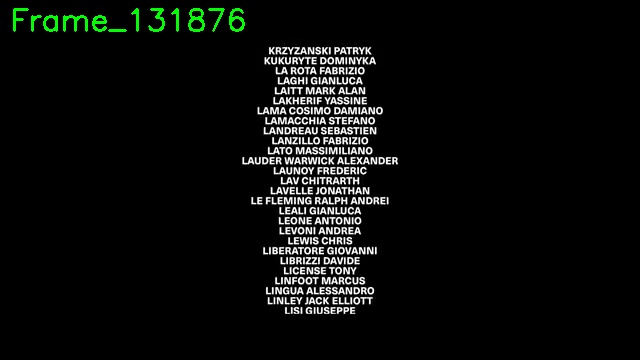 Frame_131876
KRZYZANSKI PATRYK
KUKURYTE DOMINYKA
LA ROTA FABRIZIO
LAGHI GIANLUCA
LAITT MARK ALAN
LAKHERIF YASSINE
LAMA COSIMO DAMIANO
LAMACCHIA STEFANO
LANDREAU SEBASTIEN
LANZILLO FABRIZIO
LATO MASSIMILIANO
LAUDER WARWICK ALEXANDER
LAUNOY FREDERIC
LAV CHITRARTH
LAVELLE JONATHAN
LE FLEMING RALPH ANDREI
LEALI GIANLUCA
LEONE ANTONIO
LEVONI ANDREA
LEWIS CHRIS
LIBERATORE GIOVANNI
LIBRIZZI DAVIDE
LICENSE TONY
LINFOOT MARCUS
LINGUA ALESSANDRO
LINLEY JACK ELLIOTT
LISI GIUSEPPE